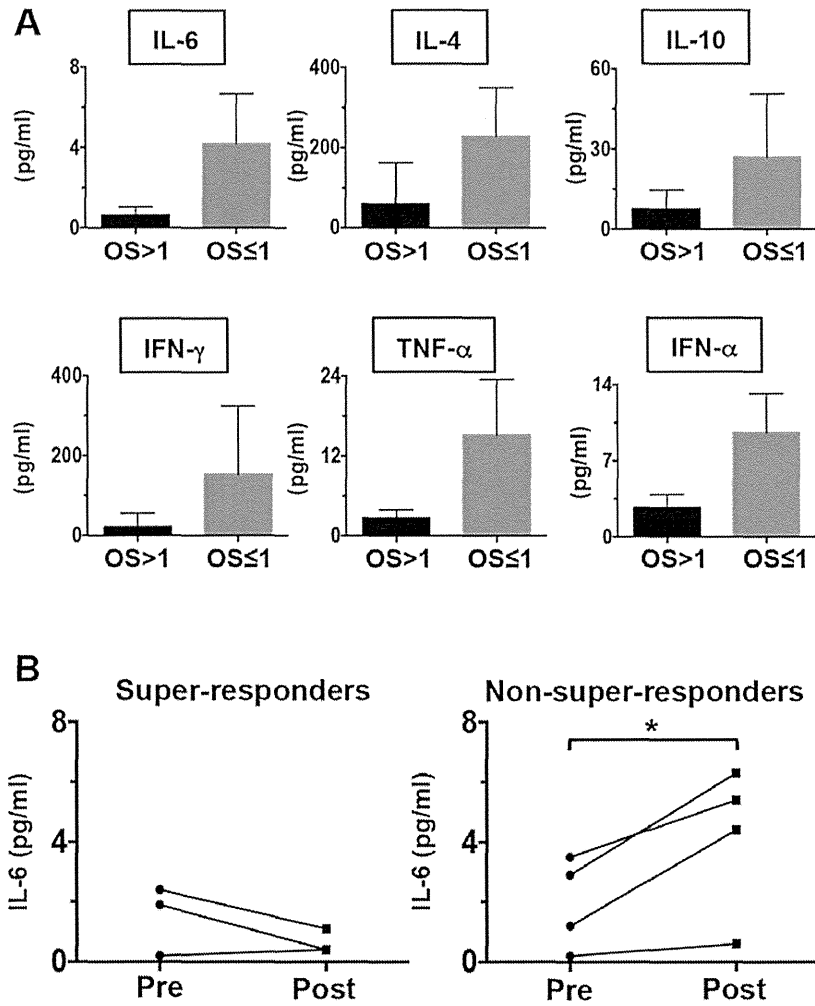 A
IL-6
IL-4
IL-10
(pg/ml)
8
4
0
OS>1
OS≤1
(pg/ml)
400
200
0
OS>1
OS≤1
(pg/ml)
60
30
0
OS>1
OS≤1
IFN-γ
TNF-α
IFN-α
(pg/ml)
400
200
0
OS>1
OS≤1
(pg/ml)
24
12
0
OS>1
OS≤1
(pg/ml)
14
7
0
OS>1
OS≤1
B
Super-responders
IL-6 (pg/ml)
8
4
0
Pre
Post
Non-super-responders
*
IL-6 (pg/ml)
8
4
0
Pre
Post